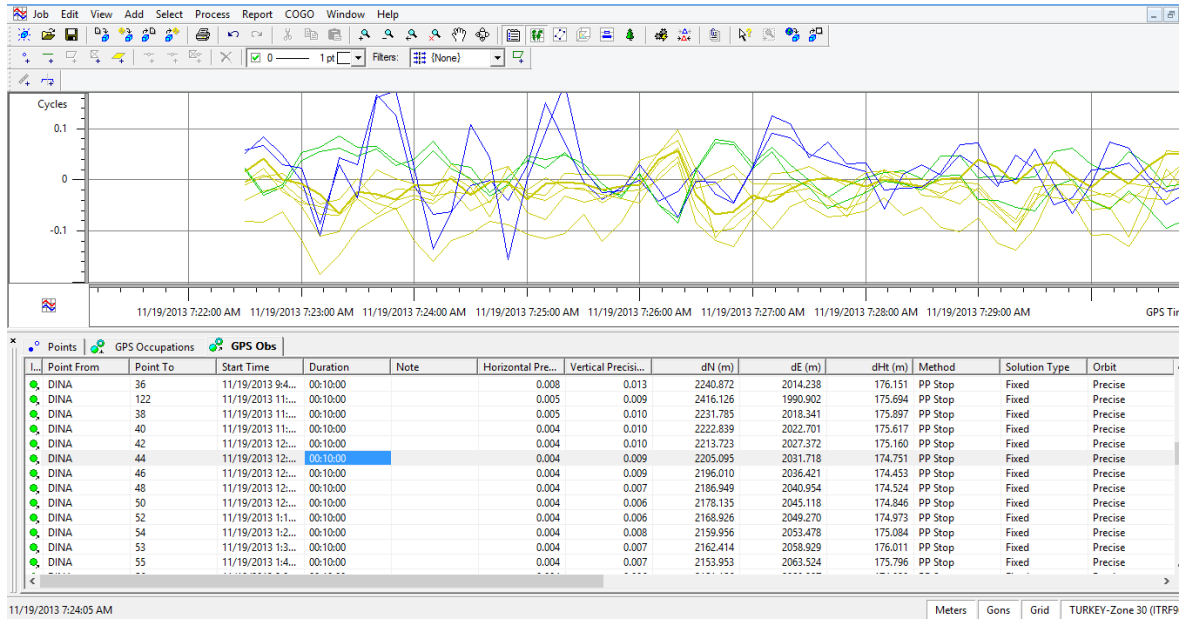 Job Edit View Add Select Process Report COGO Window Help
0 1 pt Filters: {None}
Cycles
0.1
0
-0.1
11/19/2013 7:22:00 AM 11/19/2013 7:23:00 AM 11/19/2013 7:24:00 AM 11/19/2013 7:25:00 AM 11/19/2013 7:26:00 AM 11/19/2013 7:27:00 AM 11/19/2013 7:28:00 AM 11/19/2013 7:29:00 AM GPS Tir
Points GPS Occupations GPS Obs
I... Point From Point To Start Time Duration Note Horizontal Pre... Vertical Precisi... dN (m) dE (m) dHt (m) Method Solution Type Orbit
DINA 36 11/19/2013 9:4... 00:10:00 0.008 0.013 2240.872 2014.238 176.151 PP Stop Fixed Precise
DINA 122 11/19/2013 11:... 00:10:00 0.005 0.009 2416.126 1990.902 175.694 PP Stop Fixed Precise
DINA 38 11/19/2013 11:... 00:10:00 0.005 0.010 2231.785 2018.341 175.897 PP Stop Fixed Precise
DINA 40 11/19/2013 11:... 00:10:00 0.004 0.010 2222.839 2022.701 175.617 PP Stop Fixed Precise
DINA 42 11/19/2013 12:... 00:10:00 0.004 0.010 2213.723 2027.372 175.160 PP Stop Fixed Precise
DINA 44 11/19/2013 12:... 00:10:00 0.004 0.009 2205.095 2031.718 174.751 PP Stop Fixed Precise
DINA 46 11/19/2013 12:... 00:10:00 0.004 0.009 2196.010 2036.421 174.453 PP Stop Fixed Precise
DINA 48 11/19/2013 12:... 00:10:00 0.004 0.007 2186.949 2040.954 174.524 PP Stop Fixed Precise
DINA 50 11/19/2013 12:... 00:10:00 0.004 0.006 2178.135 2045.118 174.846 PP Stop Fixed Precise
DINA 52 11/19/2013 1:1... 00:10:00 0.004 0.006 2168.926 2049.270 174.973 PP Stop Fixed Precise
DINA 54 11/19/2013 1:2... 00:10:00 0.004 0.008 2159.956 2053.478 175.084 PP Stop Fixed Precise
DINA 53 11/19/2013 1:3... 00:10:00 0.004 0.007 2162.414 2058.929 176.011 PP Stop Fixed Precise
DINA 55 11/19/2013 1:4... 00:10:00 0.004 0.007 2153.953 2063.524 175.796 PP Stop Fixed Precise
11/19/2013 7:24:05 AM Meters Gons Grid TURKEY-Zone 30 (ITRF9